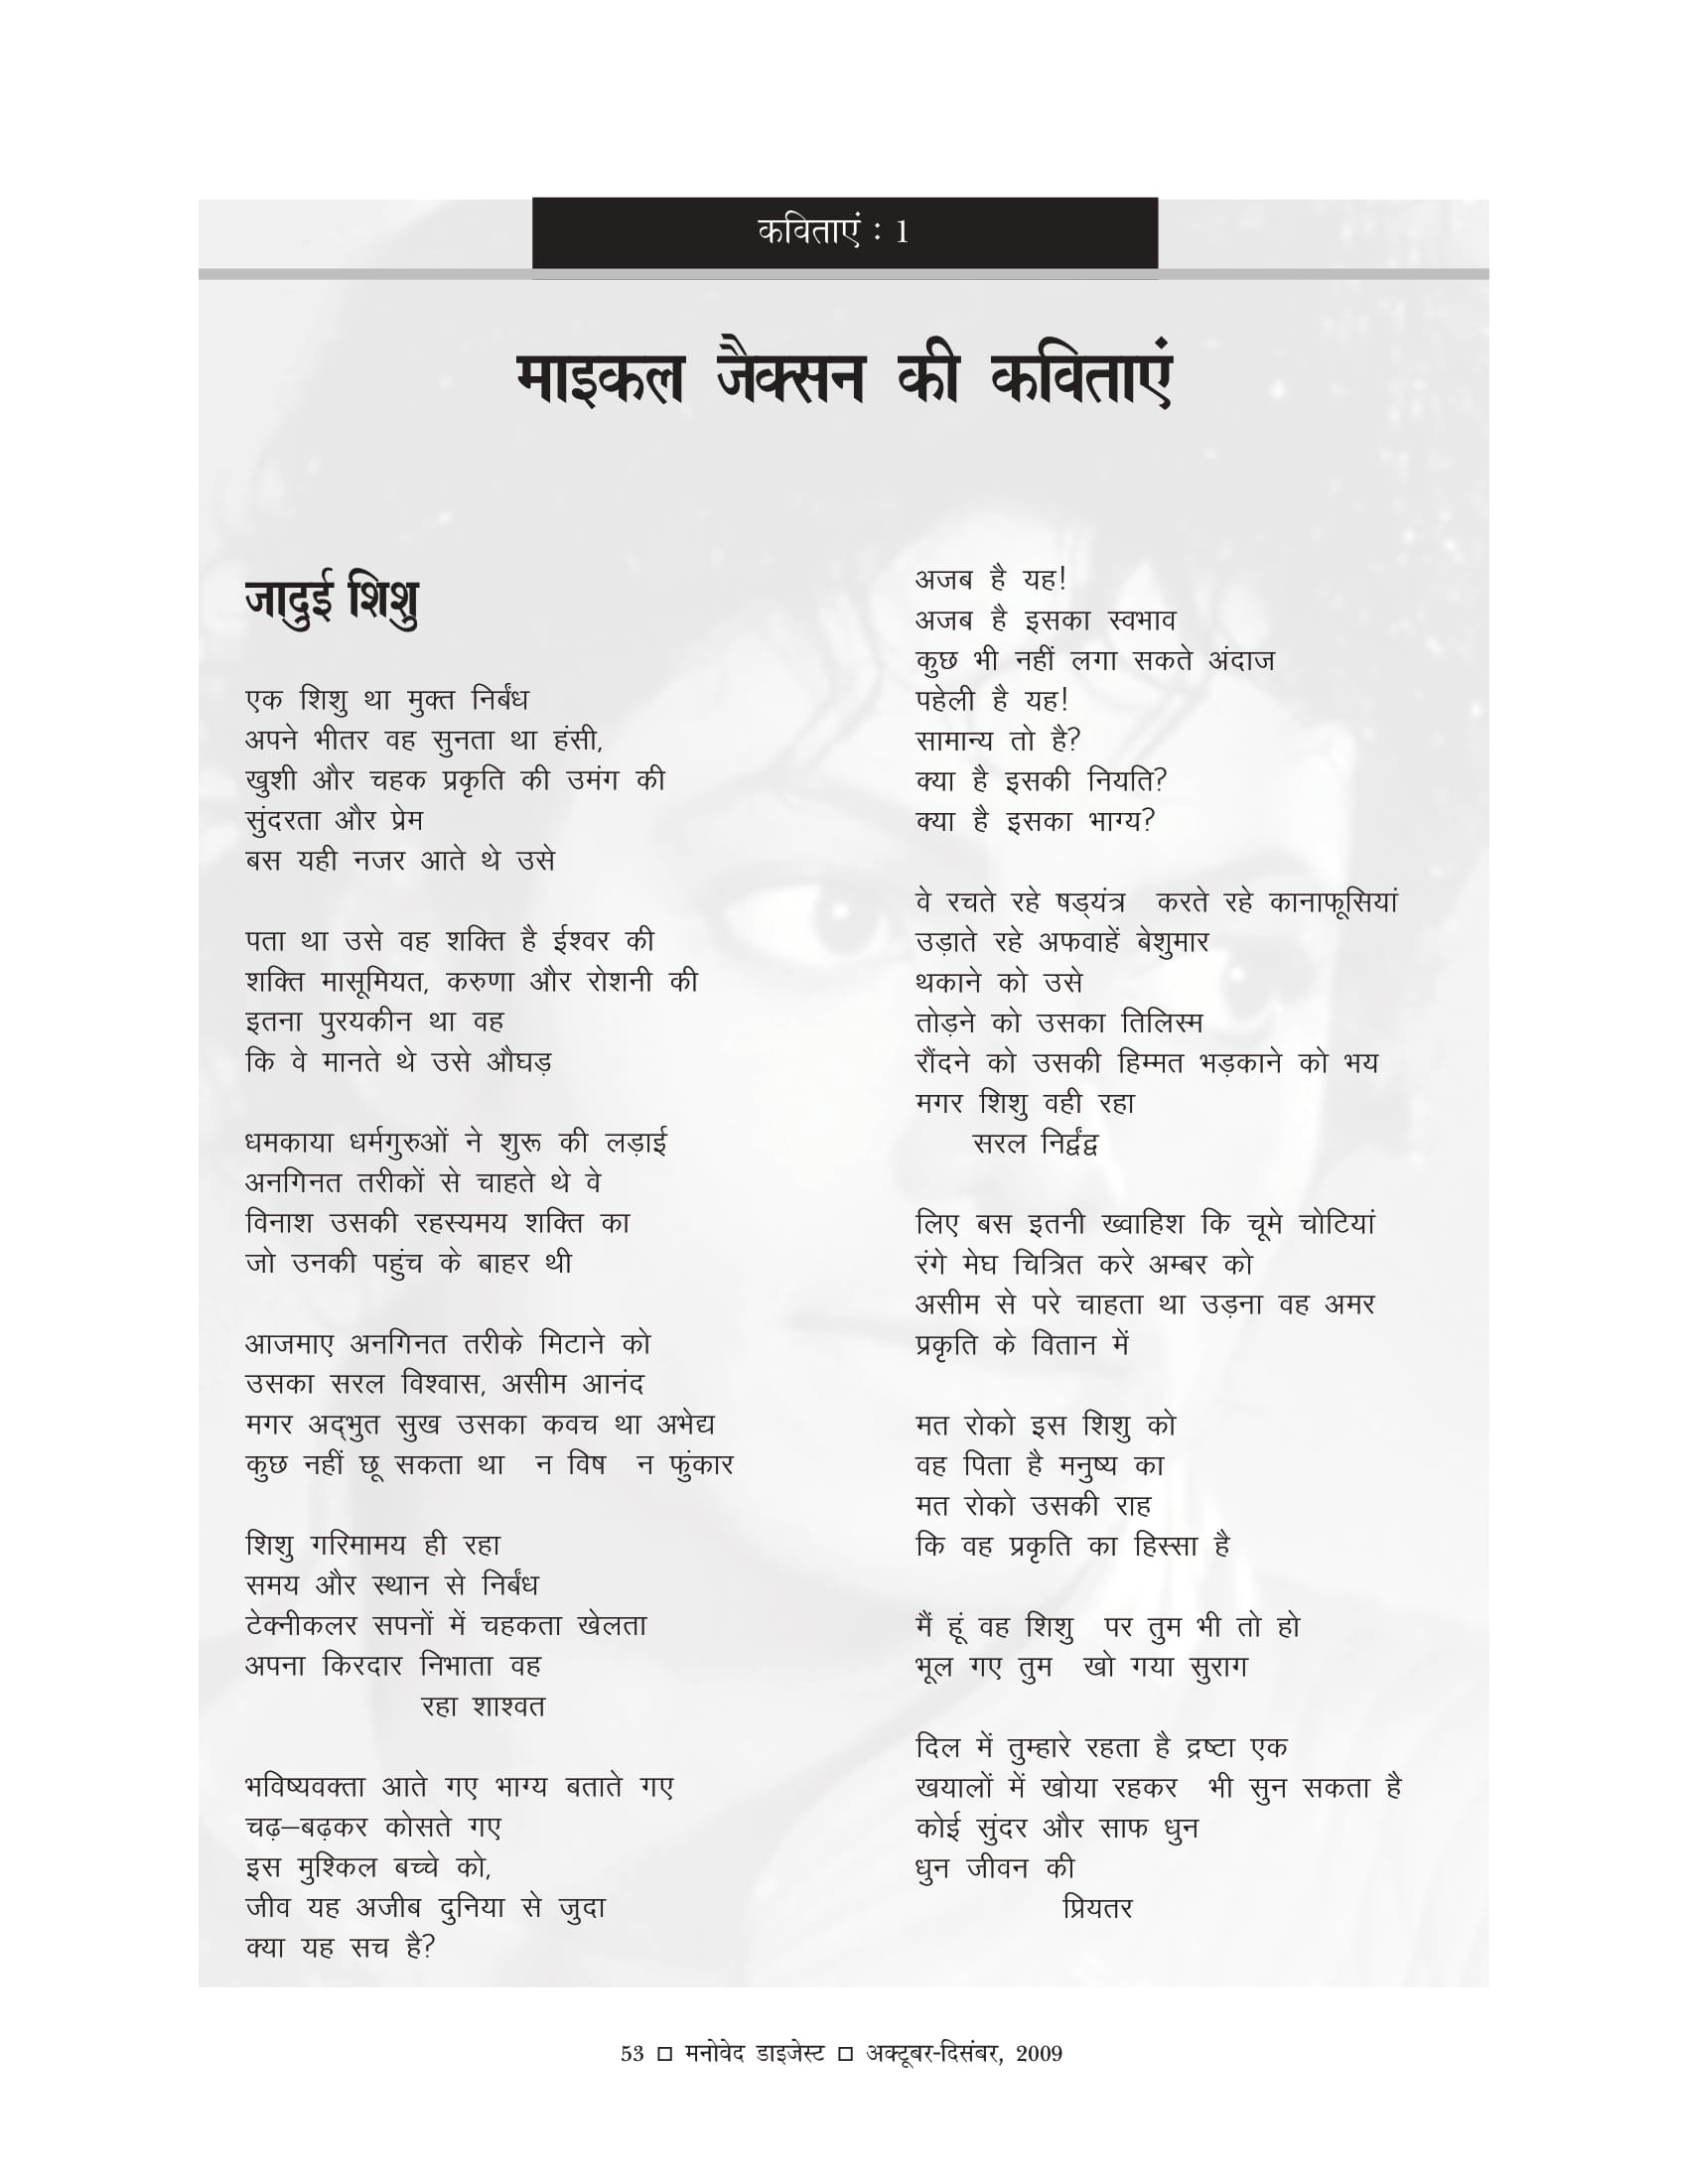 कविताएं : 1
माइकल जैक्सन की कविताएं
जादुई शिशु
एक शिशु था मुक्त निर्बंध
अपने भीतर वह सुनता था हंसी,
खुशी और चहक प्रकृति की उमंग की
सुंदरता और प्रेम
बस यही नजर आते थे उसे
पता था उसे वह शक्ति है ईश्वर की
शक्ति मासूमियत, करुणा और रोशनी की
इतना पुरयकीन था वह
कि वे मानते थे उसे औघड़
धमकाया धर्मगुरुओं ने शुरू की लड़ाई
अनगिनत तरीकों से चाहते थे वे
विनाश उसकी रहस्यमय शक्ति का
जो उनकी पहुंच के बाहर थी
आजमाए अनगिनत तरीके मिटाने को
उसका सरल विश्वास, असीम आनंद
मगर अद्भुत सुख उसका कवच था अभेद्य
कुछ नहीं छू सकता था न विष न फुंकार
शिशु गरिमामय ही रहा
समय और स्थान से निर्बंध
टेक्नीकलर सपनों में चहकता खेलता
अपना किरदार निभाता वह
रहा शाश्वत
भविष्यवक्ता आते गए भाग्य बताते गए
चढ़–बढ़कर कोसते गए
इस मुश्किल बच्चे को,
जीव यह अजीब दुनिया से जुदा
क्या यह सच है?
अजब है यह!
अजब है इसका स्वभाव
कुछ भी नहीं लगा सकते अंदाज
पहेली है यह!
सामान्य तो है?
क्या है इसकी नियति?
क्या है इसका भाग्य?
वे रचते रहे षड्यंत्र करते रहे कानाफूसियां
उड़ाते रहे अफवाहें बेशुमार
थकाने को उसे
तोड़ने को उसका तिलिस्म
रौंदने को उसकी हिम्मत भड़काने को भय
मगर शिशु वही रहा
सरल निर्द्वंद्व
लिए बस इतनी ख्वाहिश कि चूमे चोटियां
रंगे मेघ चित्रित करे अम्बर को
असीम से परे चाहता था उड़ना वह अमर
प्रकृति के वितान में
मत रोको इस शिशु को
वह पिता है मनुष्य का
मत रोको उसकी राह
कि वह प्रकृति का हिस्सा है
मैं हूं वह शिशु पर तुम भी तो हो
भूल गए तुम खो गया सुराग
दिल में तुम्हारे रहता है द्रष्टा एक
खयालों में खोया रहकर भी सुन सकता है
कोई सुंदर और साफ धुन
धुन जीवन की
प्रियतर
53 □ मनोवेद डाइजेस्ट □ अक्टूबर-दिसंबर, 2009